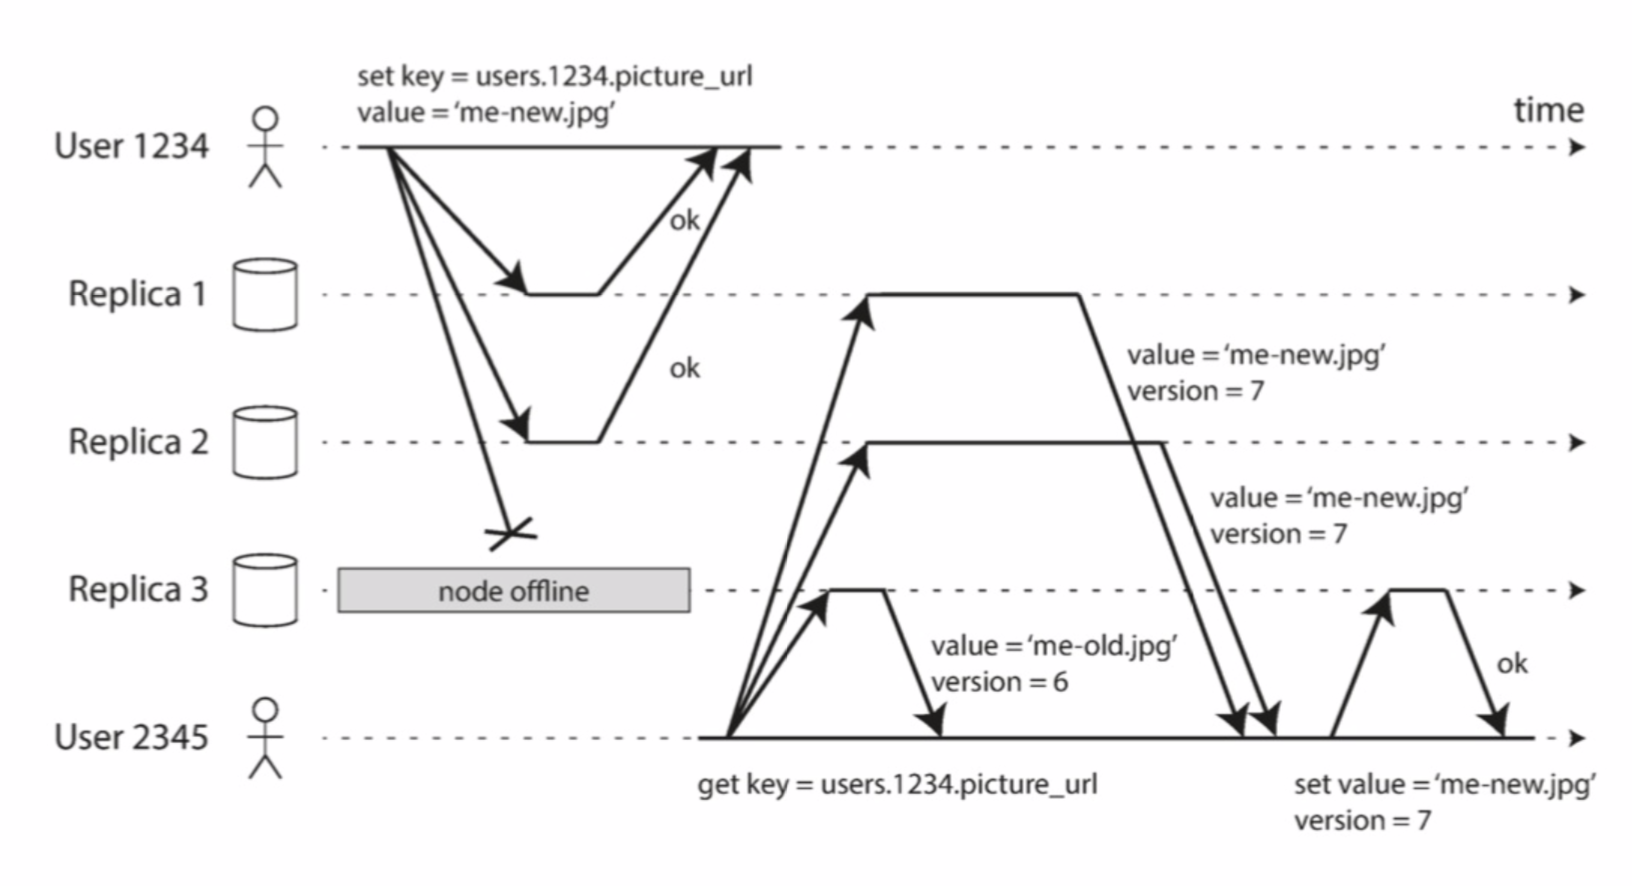 set key = users.1234.picture_url
value = ‘me-new.jpg’
time
User 1234
ok
Replica 1
value = ‘me-new.jpg’
version = 7
ok
Replica 2
value = ‘me-new.jpg’
version = 7
Replica 3
node offline
value = ‘me-old.jpg’
version = 6
ok
User 2345
get key = users.1234.picture_url
set value = ‘me-new.jpg’
version = 7